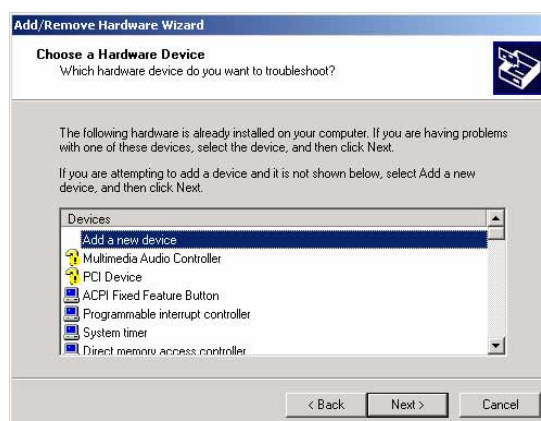 Add/Remove Hardware Wizard
Choose a Hardware Device
Which hardware device do you want to troubleshoot?
The following hardware is already installed on your computer. If you are having problems
with one of these devices, select the device, and then click Next.
If you are attempting to add a device and it is not shown below, select Add a new
device, and then click Next.
Devices
Add a new device
Multimedia Audio Controller
PCI Device
ACPI Fixed Feature Button
Programmable interrupt controller
System timer
Direct memory access controller
< Back Next > Cancel